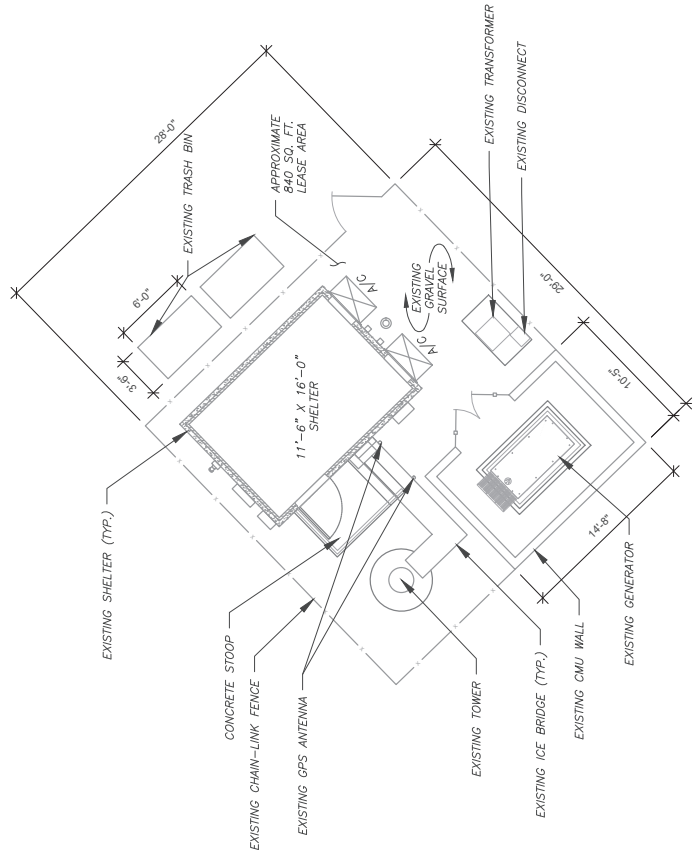 28'-0"
EXISTING TRASH BIN
6'-0"
3'-6"
APPROXIMATE
840 SQ. FT.
LEASE AREA
EXISTING TRANSFORMER
EXISTING DISCONNECT
EXISTING SHELTER (TYP.)
11'-6" X 16'-0"
SHELTER
A/C
A/C
EXISTING
GRAVEL
SURFACE
29'-0"
10'-5"
14'-8"
CONCRETE STOOP
EXISTING CHAIN-LINK FENCE
EXISTING GPS ANTENNA
EXISTING TOWER
EXISTING ICE BRIDGE (TYP.)
EXISTING CMU WALL
EXISTING GENERATOR